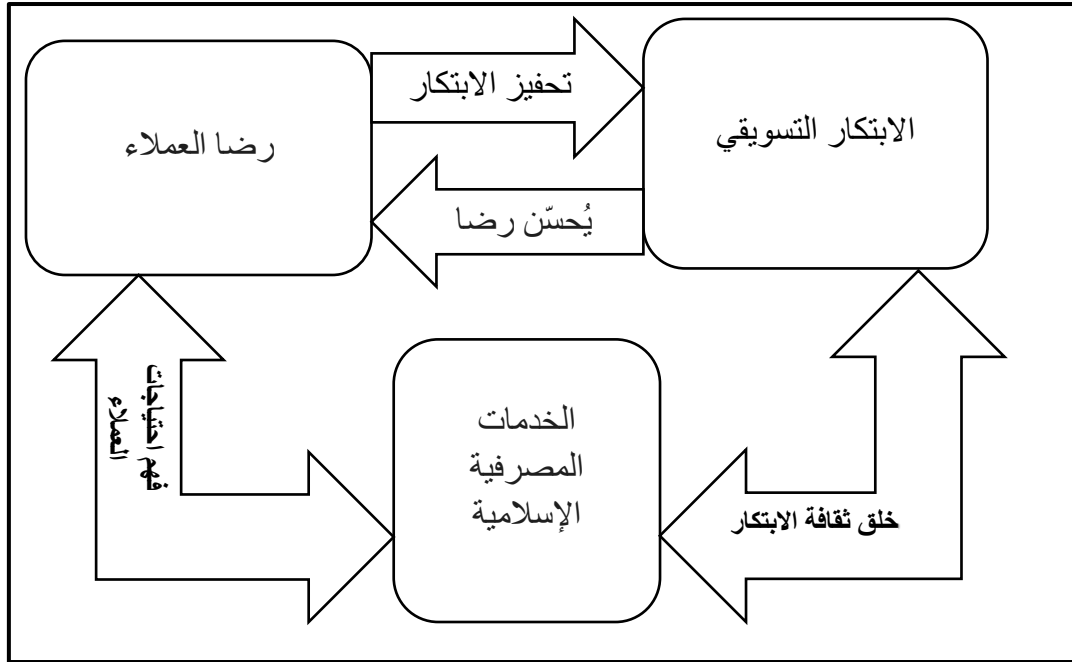 تحفيز الابتكار
الابتكار التسويقي
رضا العملاء
يُحسّن رضا
فهم احتياجات
العملاء
الخدمات
المصرفية
الإسلامية
خلق ثقافة الابتكار